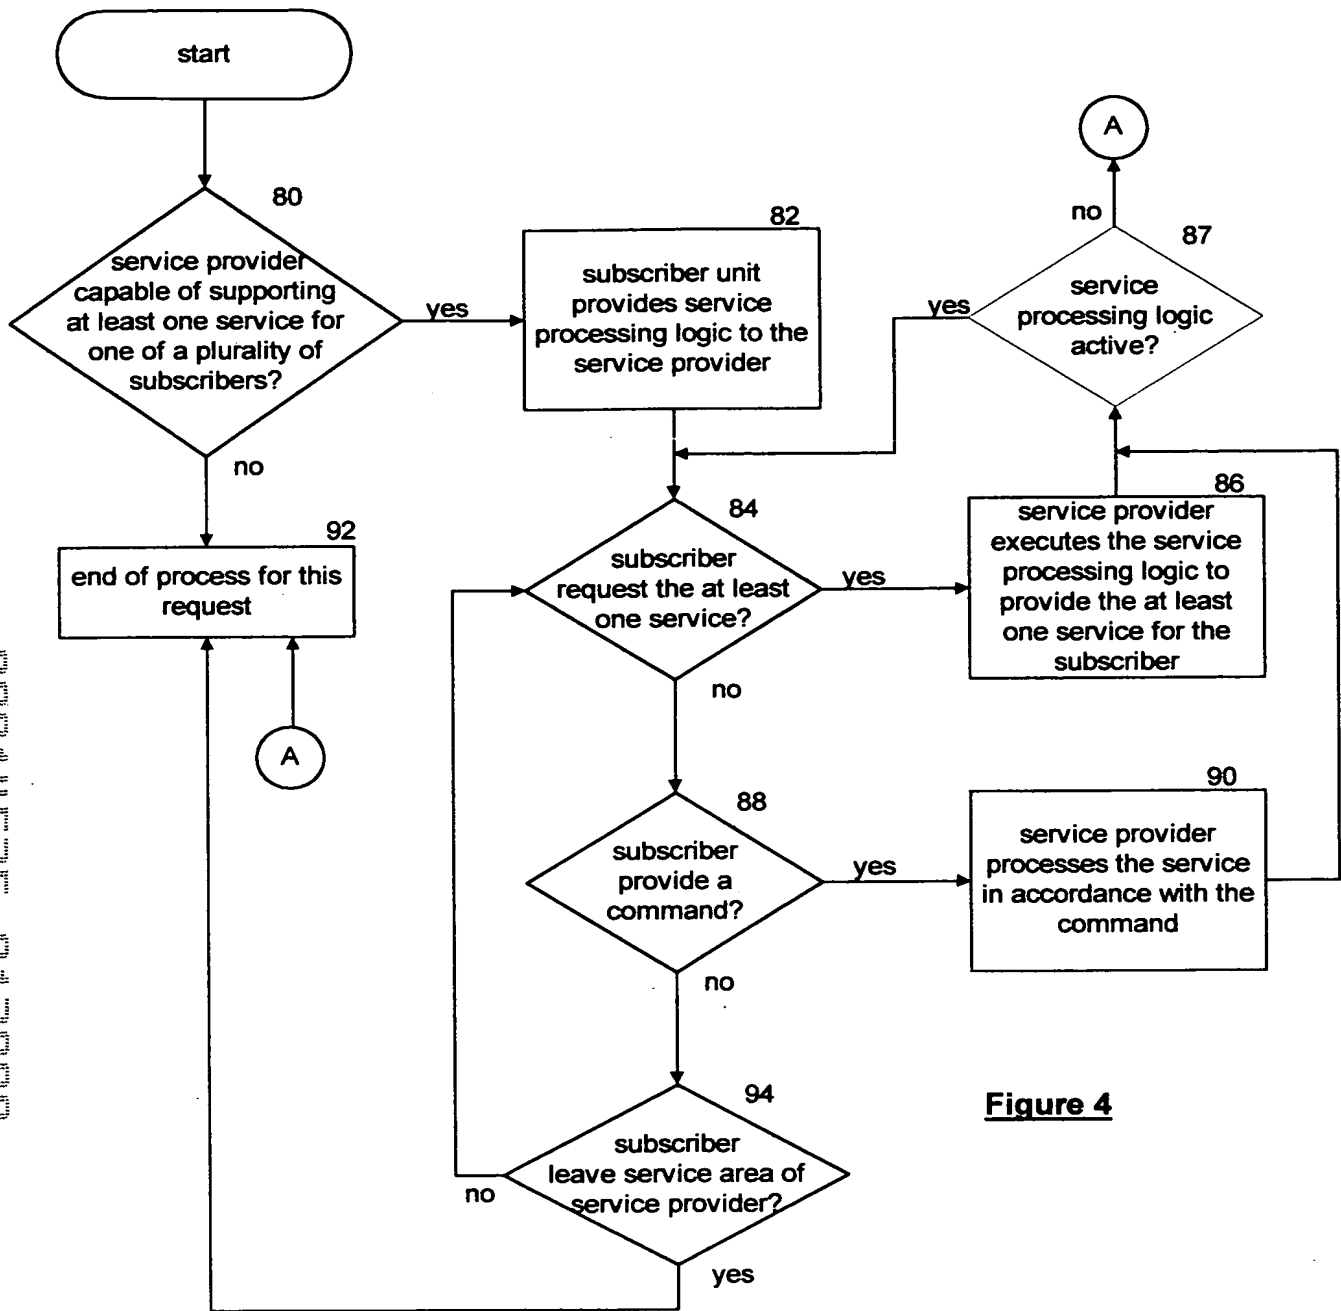 start
A
80
service provider
capable of supporting
at least one service for
one of a plurality of
subscribers?
yes
no
82
subscriber unit
provides service
processing logic to the
service provider
no
87
service
processing logic
active?
yes
92
end of process for this
request
A
84
subscriber
request the at least
one service?
yes
no
86
service provider
executes the service
processing logic to
provide the at least
one service for the
subscriber
88
subscriber
provide a
command?
yes
no
90
service provider
processes the service
in accordance with the
command
94
subscriber
leave service area of
service provider?
no
yes
Figure 4